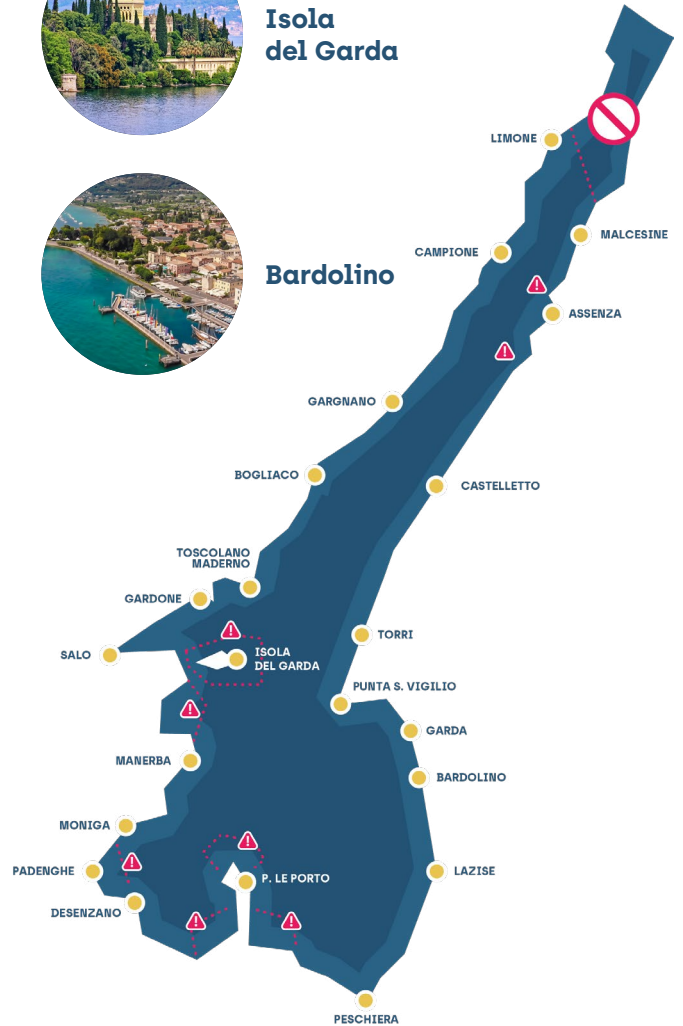 Isola
del Garda
LIMONE
MALCESINE
CAMPIONE
Bardolino
ASSENZA
GARGNANO
BOGLIACO
CASTELLETTO
TOSCOLANO
MADERNO
GARDONE
TORRI
SALO
ISOLA
DEL GARDA
PUNTA S. VIGILIO
GARDA
MANERBA
BARDOLINO
MONIGA
PADENGHE
P. LE PORTO
LAZISE
DESENZANO
PESCHIERA